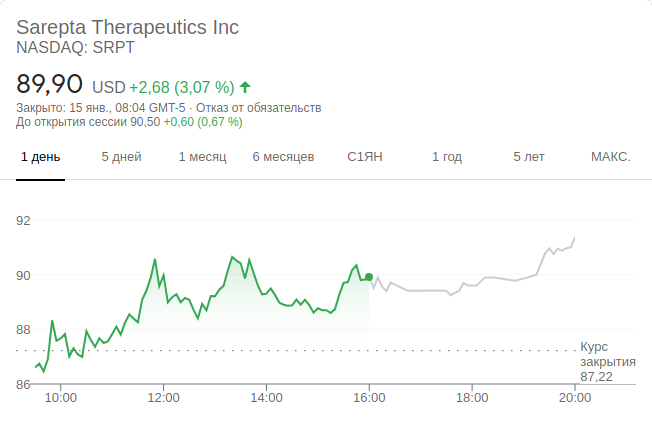 Sarepta Therapeutics Inc
NASDAQ: SRPT
89,90 USD +2,68 (3,07 %)
Закрыто: 15 янв., 08:04 GMT-5 · Отказ от обязательств
До открытия сессии 90,50 +0,60 (0,67 %)
1 день 5 дней 1 месяц 6 месяцев С1ЯН 1 год 5 лет МАКС.
92
90
88
86
Курс
закрытия
87,22
10:00 12:00 14:00 16:00 18:00 20:00